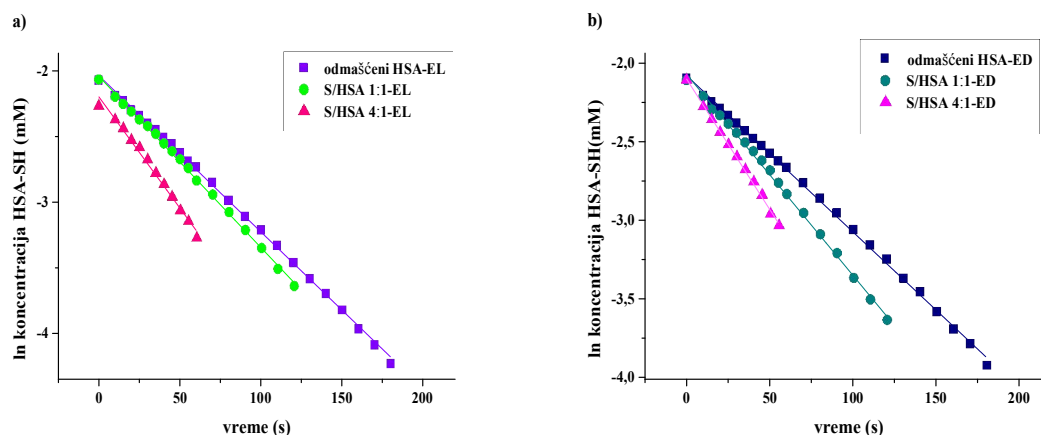 a)
odmašćeni HSA-EL
S/HSA 1:1-EL
S/HSA 4:1-EL
ln koncentracija HSA-SH (mM)
-2
-3
-4
0
50
100
150
200
vreme (s)
b)
odmašćeni HSA-ED
S/HSA 1:1-ED
S/HSA 4:1-ED
ln koncentracija HSA-SH(mM)
-2,0
-2,5
-3,0
-3,5
-4,0
0
50
100
150
200
vreme (s)